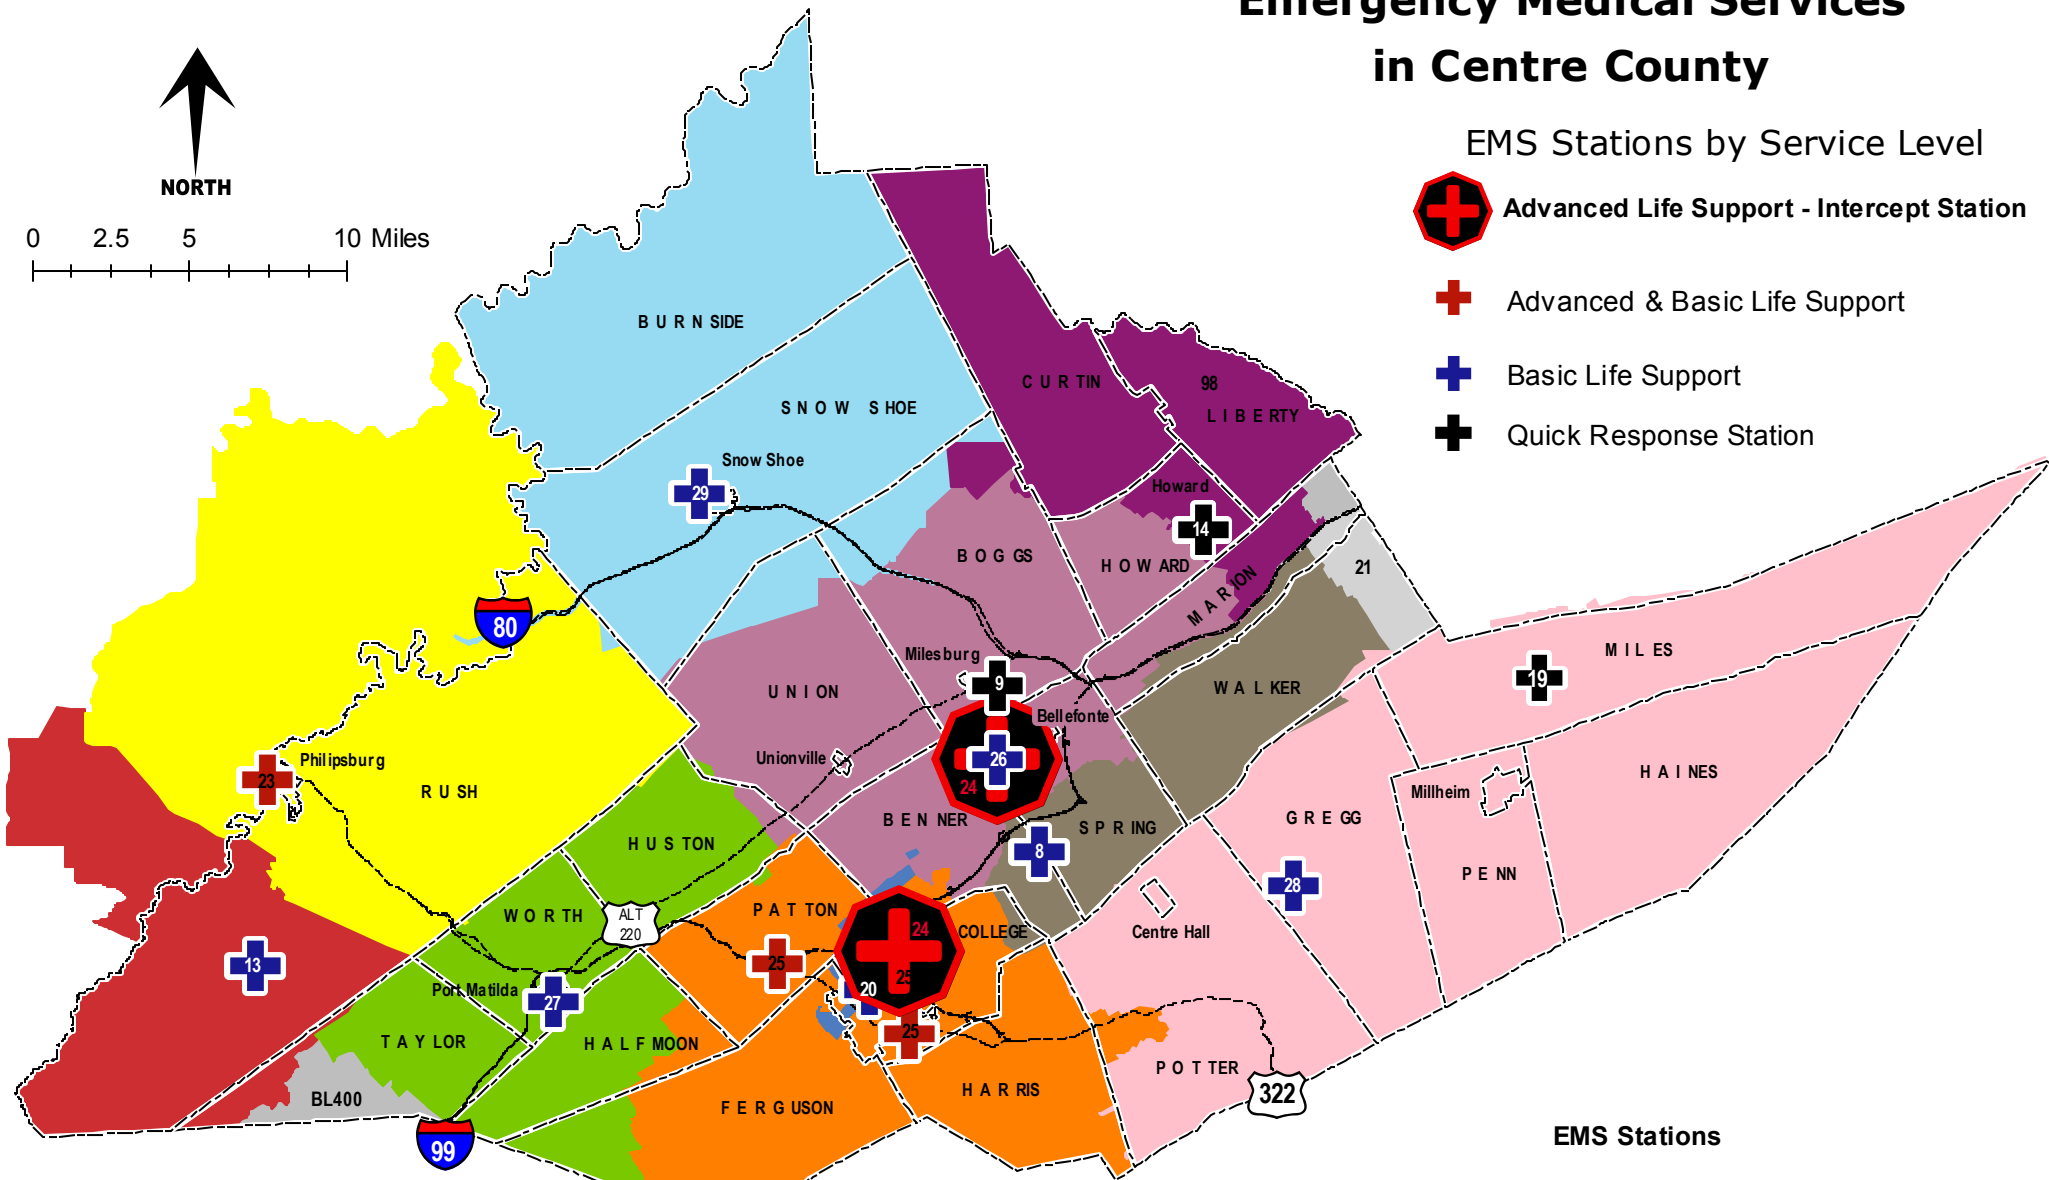 Emergency Medical Services
in Centre County
EMS Stations by Service Level
Advanced Life Support - Intercept Station
Advanced & Basic Life Support
Basic Life Support
Quick Response Station
NORTH
0 2.5 5 10 Miles
BURNSIDE
SNOW SHOE
Snow Shoe
29
CURTIN
98
LIBERTY
Howard
14
BOGGS
HOWARD
MARION
21
80
Milesburg
9
MILES
19
UNION
WALKER
Bellefonte
Unionville
26
24
Philipsburg
23
RUSH
HAINES
Millheim
BENNER
SPRING
GREGG
HUSTON
8
PENN
28
WORTH
ALT
220
PATTON
24
COLLEGE
Centre Hall
13
25
25
20
Port Matilda
27
25
TAYLOR
HALFMOON
POTTER
BL400
FERGUSON
HARRIS
322
99
EMS Stations